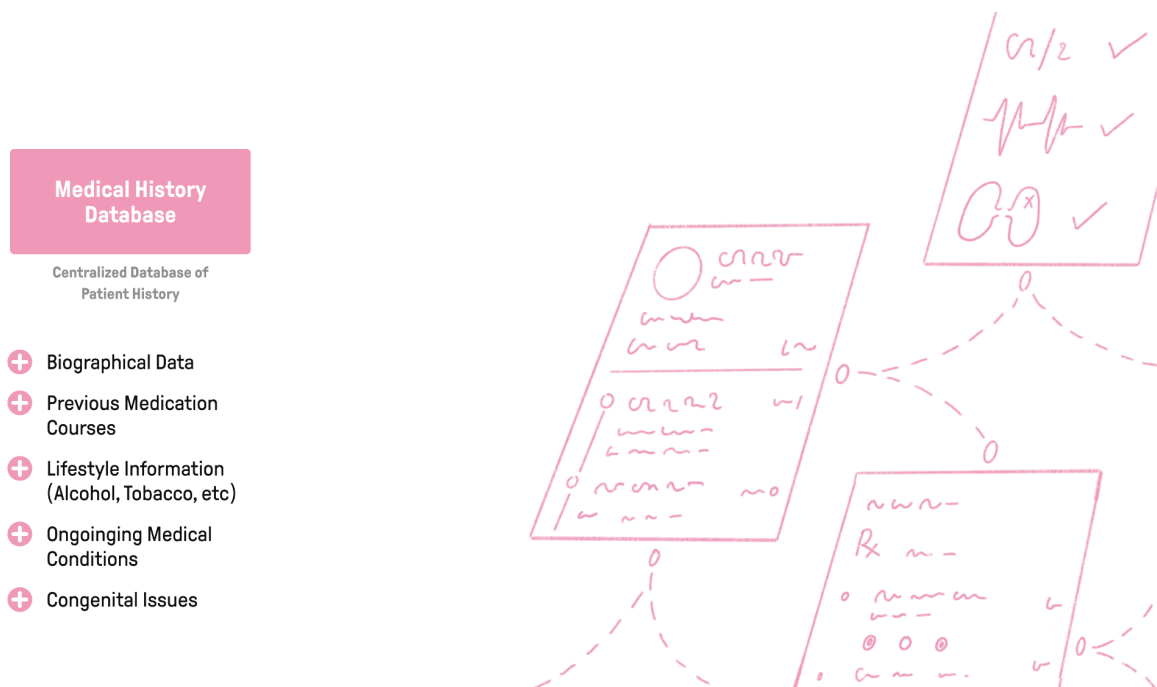 Medical History
Database
Centralized Database of
Patient History
Biographical Data
Previous Medication
Courses
Lifestyle Information
(Alcohol, Tobacco, etc)
Ongoinging Medical
Conditions
Congenital Issues
Rx